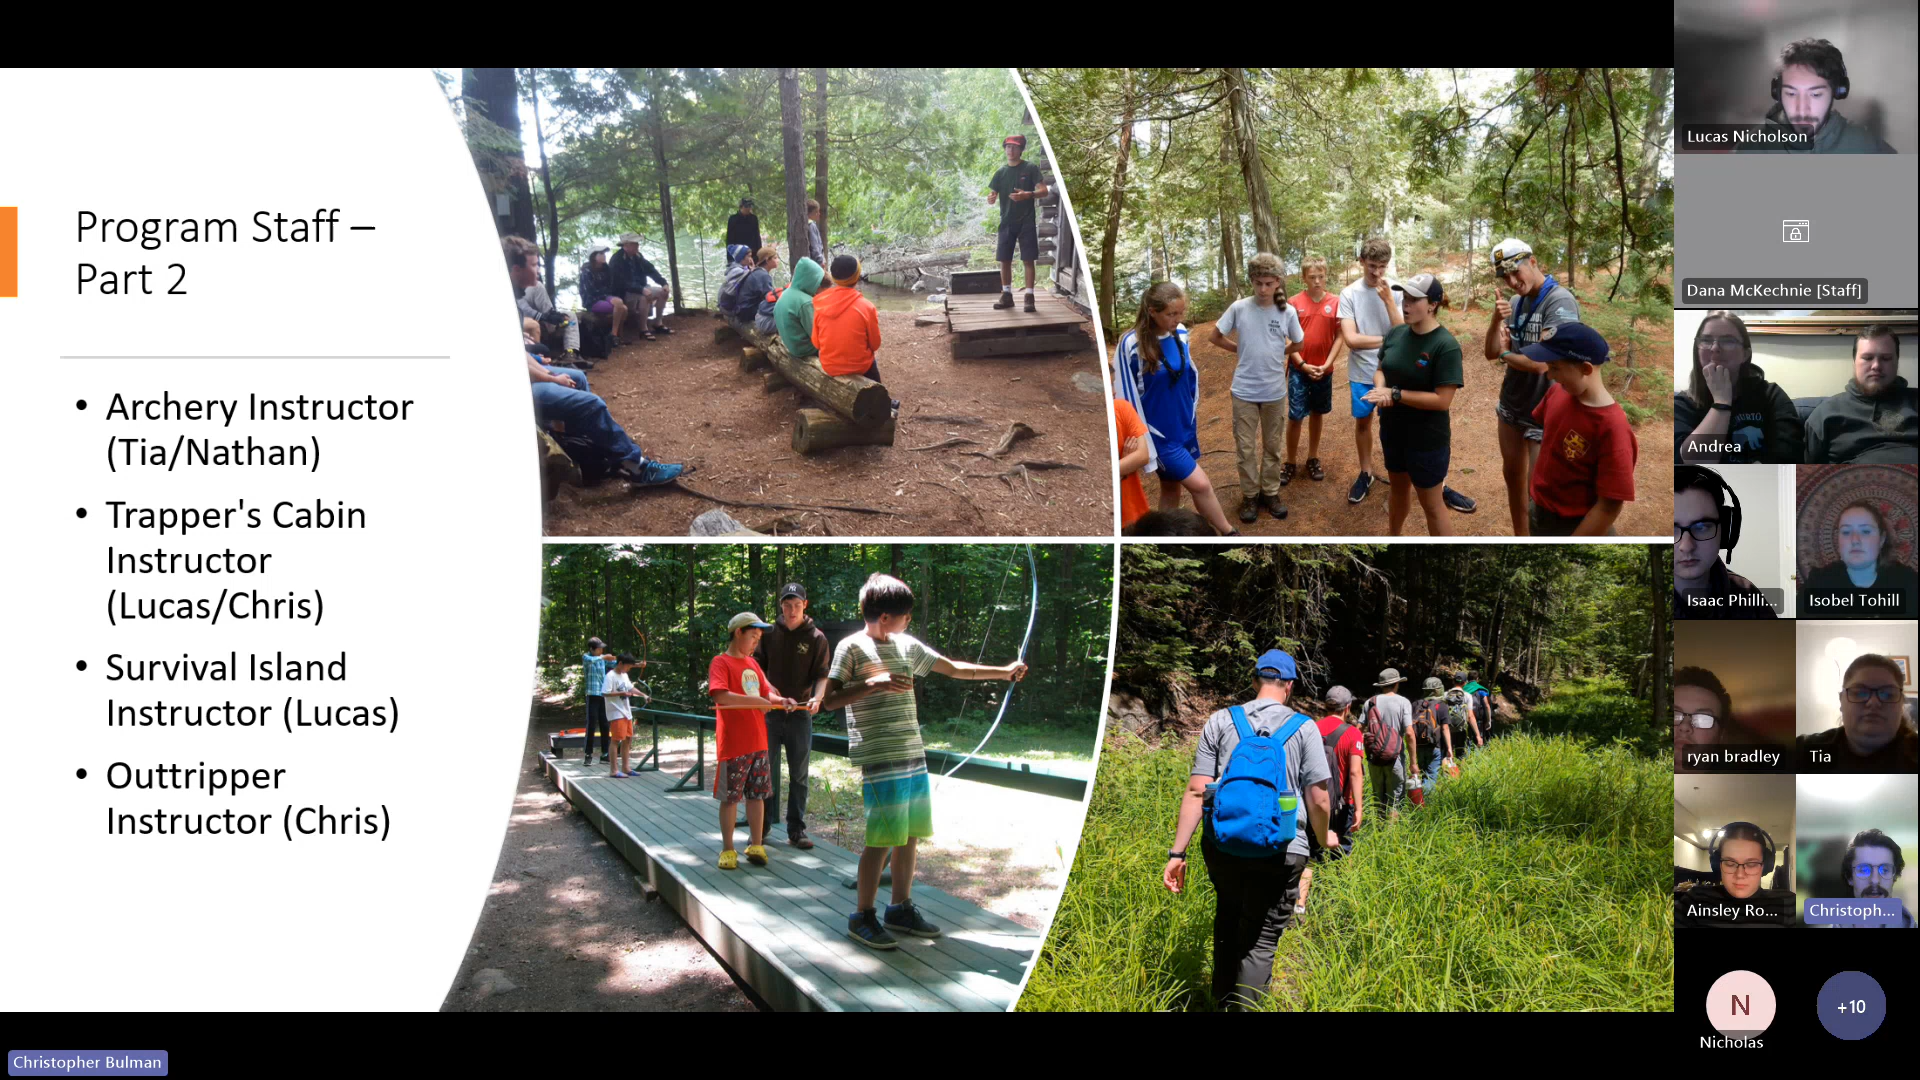 Program Staff –
Part 2
• Archery Instructor
(Tia/Nathan)
• Trapper's Cabin
Instructor
(Lucas/Chris)
• Survival Island
Instructor (Lucas)
• Outtripper
Instructor (Chris)
Christopher Bulman
Lucas Nicholson
Dana McKechnie [Staff]
Andrea
Isaac Philli...
Isobel Tohill
ryan bradley
Tia
Ainsley Ro...
Christoph...
N
+10
Nicholas